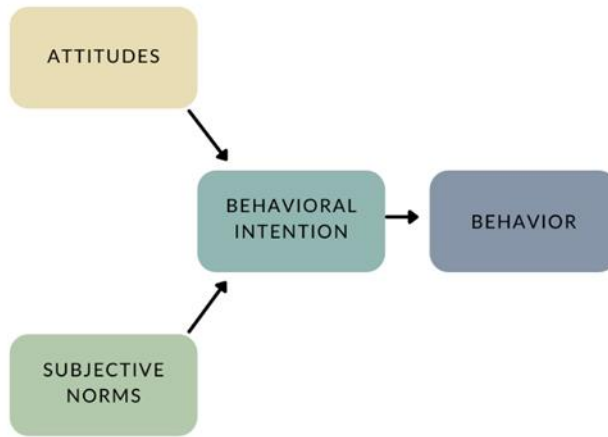 ATTITUDES
BEHAVIORAL
INTENTION
BEHAVIOR
SUBJECTIVE
NORMS